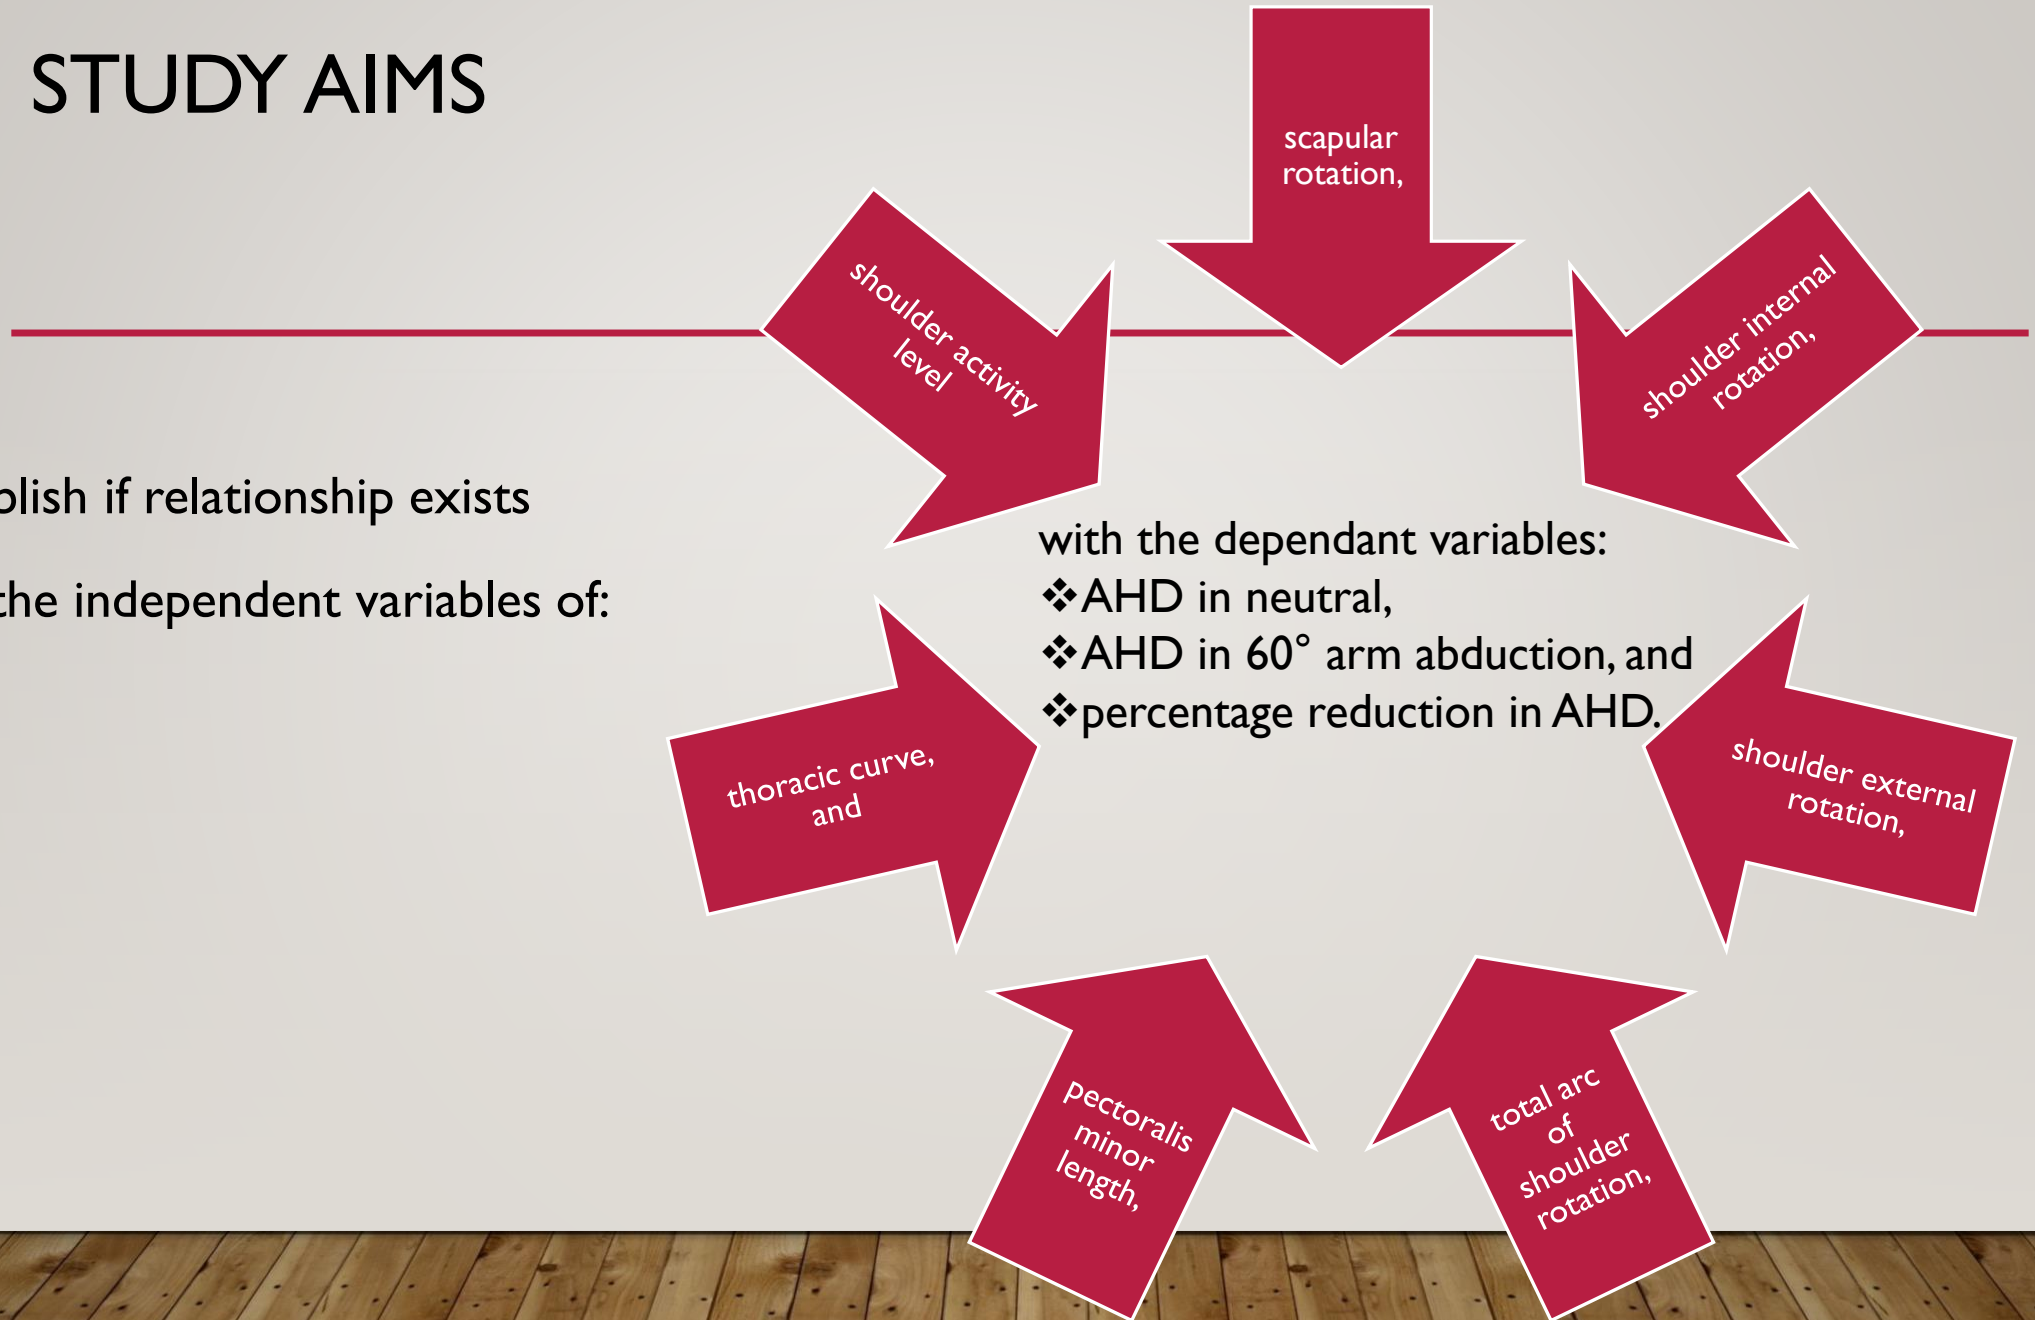 STUDY AIMS
blish if relationship exists
the independent variables of:
scapular
rotation,
shoulder internal
rotation,
shoulder external
rotation,
total arc
of
shoulder
rotation,
pectoralis
minor
length,
thoracic curve,
and
shoulder activity
level
with the dependant variables:
❖AHD in neutral,
❖AHD in 60° arm abduction, and
❖percentage reduction in AHD.